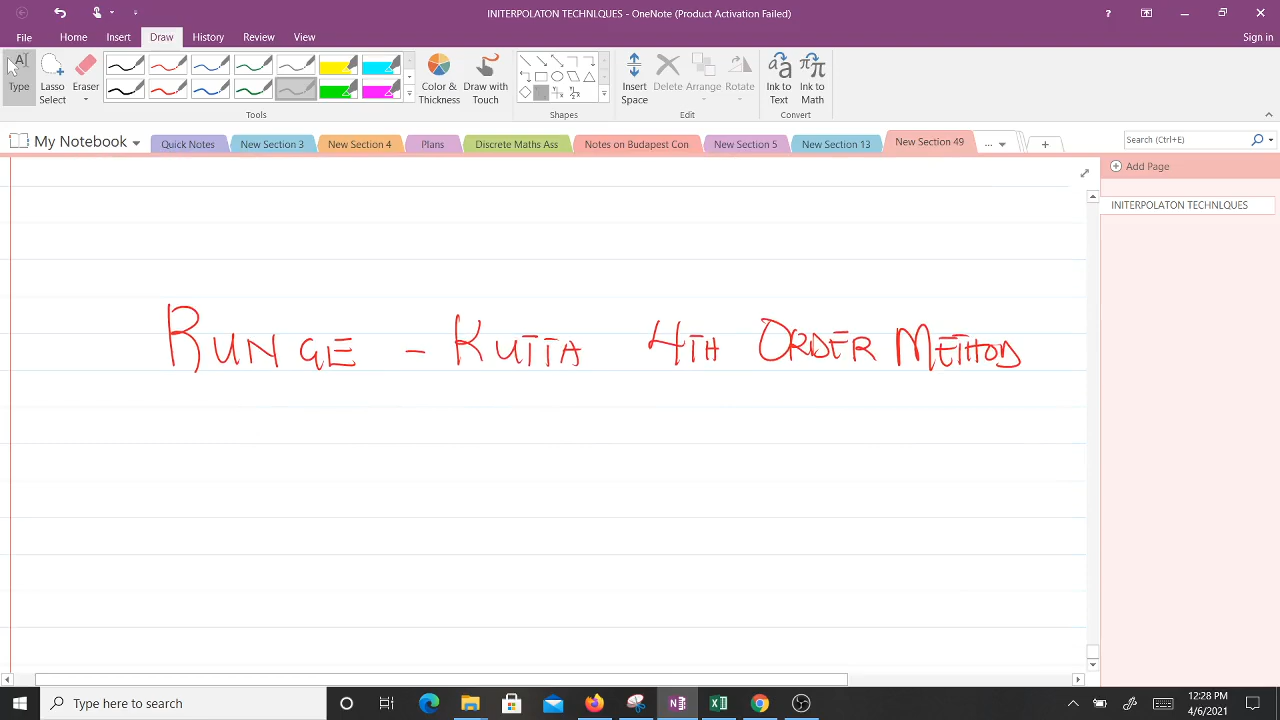 INITERPOLATON TECHNLQUES - OneNote (Product Activation Failed)
File Home Insert Draw History Review View
Sign in
Type
Lasso Select
Eraser
Color & Thickness
Draw with Touch
Insert Space
Delete
Arrange
Rotate
Ink to Text
Ink to Math
Tools
Shapes
Edit
Convert
My Notebook
Quick Notes
New Section 3
New Section 4
Plans
Discrete Maths Ass
Notes on Budapest Con
New Section 5
New Section 13
New Section 49
...
Search (Ctrl+E)
Add Page
INITERPOLATON TECHNLQUES
RUNGE - KUTTA 4TH ORDER METHOD
Type here to search
12:28 PM
4/6/2021